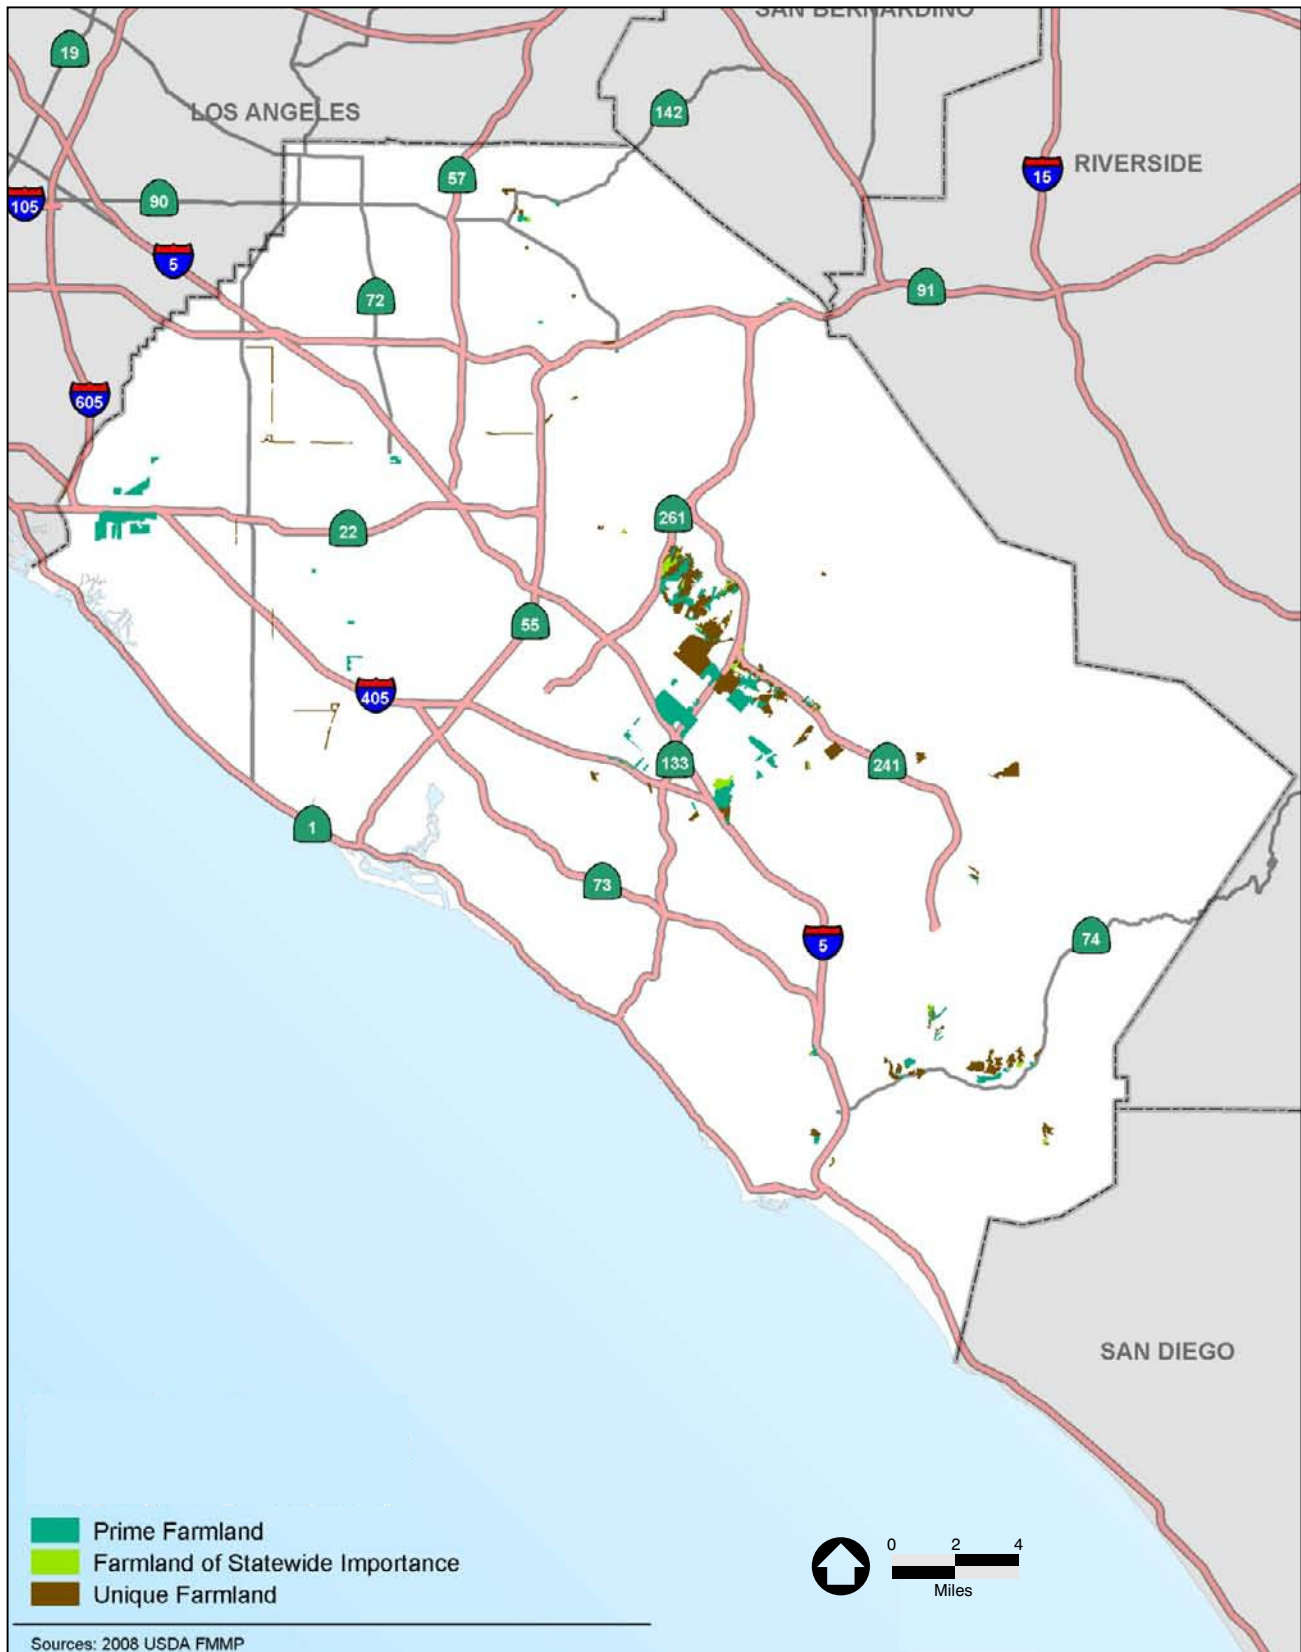 SAN BERNARDINO
19
LOS ANGELES
142
57
15
RIVERSIDE
105
90
5
72
91
605
261
22
55
405
133
241
1
73
5
74
SAN DIEGO
Prime Farmland
Farmland of Statewide Importance
Unique Farmland
0 2 4
Miles
Sources: 2008 USDA FMMP